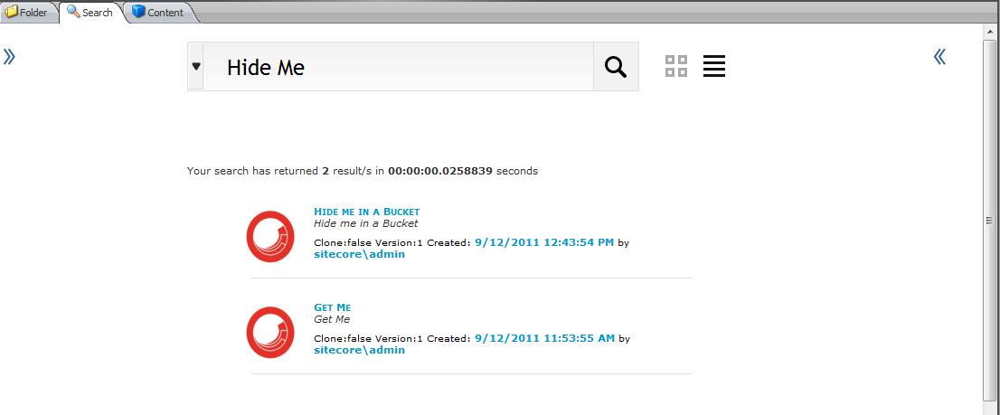 Folder Search Content
Hide Me
Your search has returned 2 result/s in 00:00:00.0258839 seconds
Hide me in a Bucket
Hide me in a Bucket
Clone:false Version:1 Created: 9/12/2011 12:43:54 PM by
sitecore\admin
Get Me
Get Me
Clone:false Version:1 Created: 9/12/2011 11:53:55 AM by
sitecore\admin